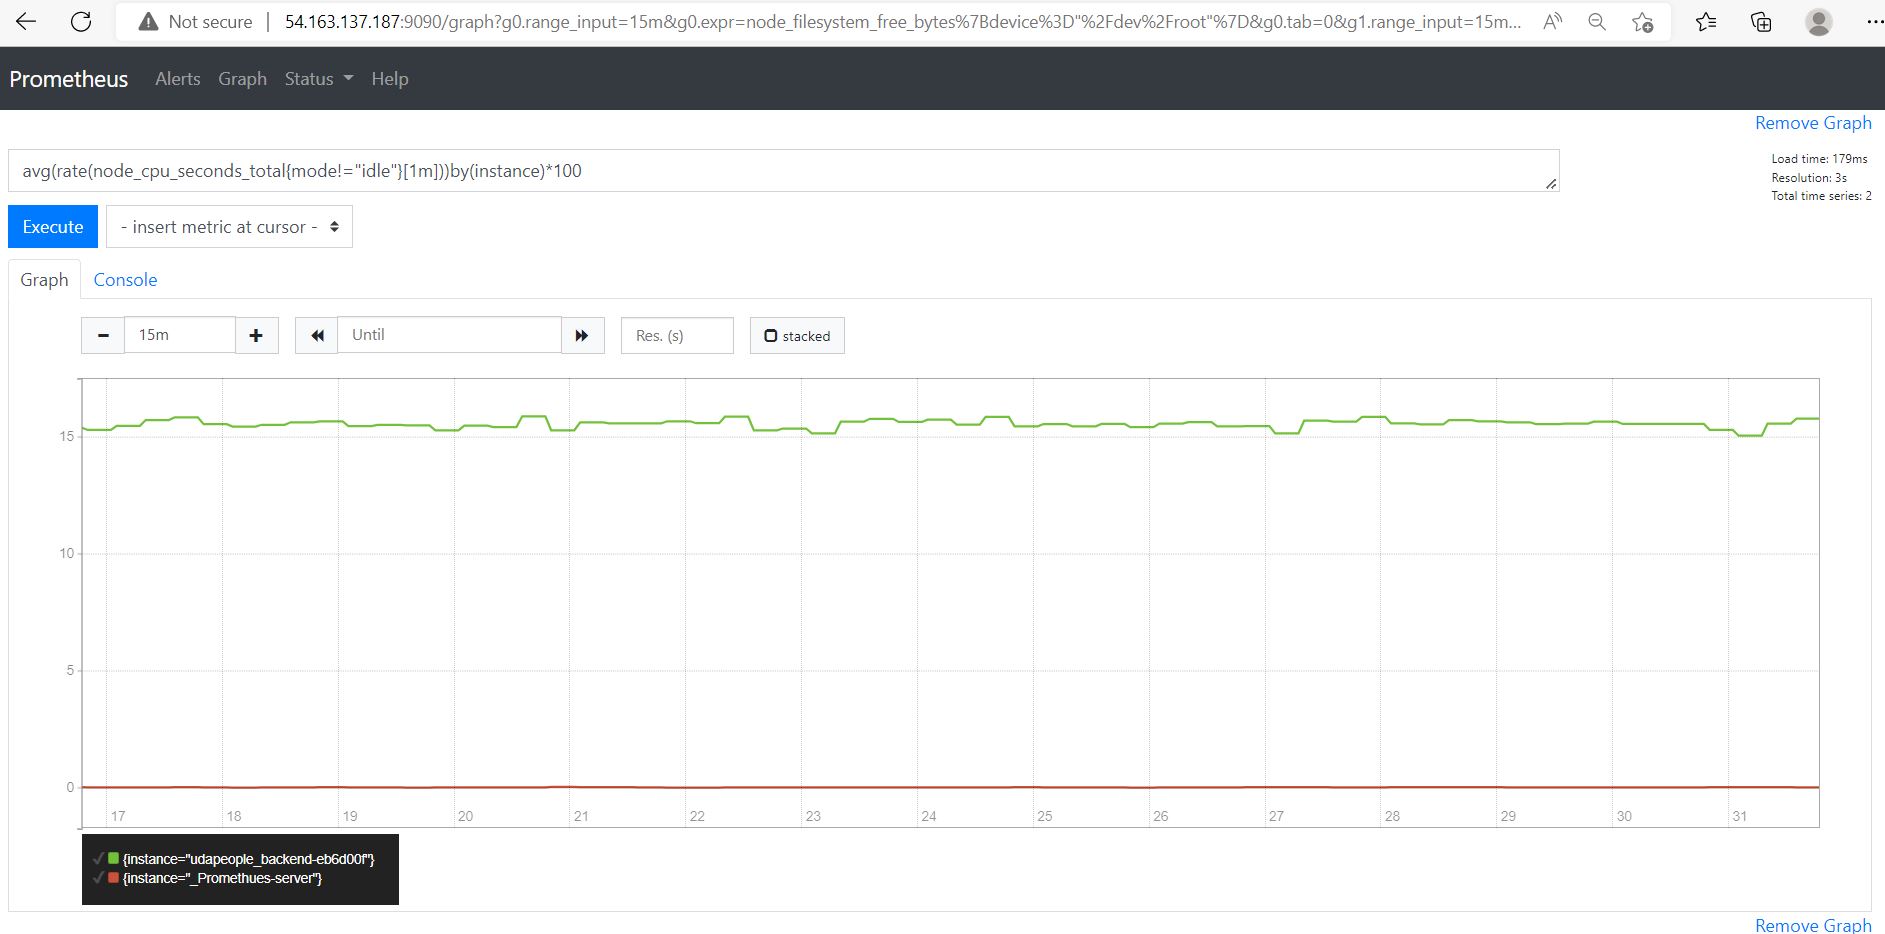 Not secure | 54.163.137.187:9090/graph?g0.range_input=15m&g0.expr=node_filesystem_free_bytes%7Bdevice%3D"%2Fdev%2Froot"%7D&g0.tab=0&g1.range_input=15m...
Prometheus Alerts Graph Status Help
Remove Graph
avg(rate(node_cpu_seconds_total{mode!="idle"}[1m]))by(instance)*100
Load time: 179ms
Resolution: 3s
Total time series: 2
Execute - insert metric at cursor -
Graph Console
15m Until Res. (s) stacked
15
10
5
0
17 18 19 20 21 22 23 24 25 26 27 28 29 30 31
{instance="udapeople_backend-eb6d00f"}
{instance="_Promethues-server"}
Remove Graph